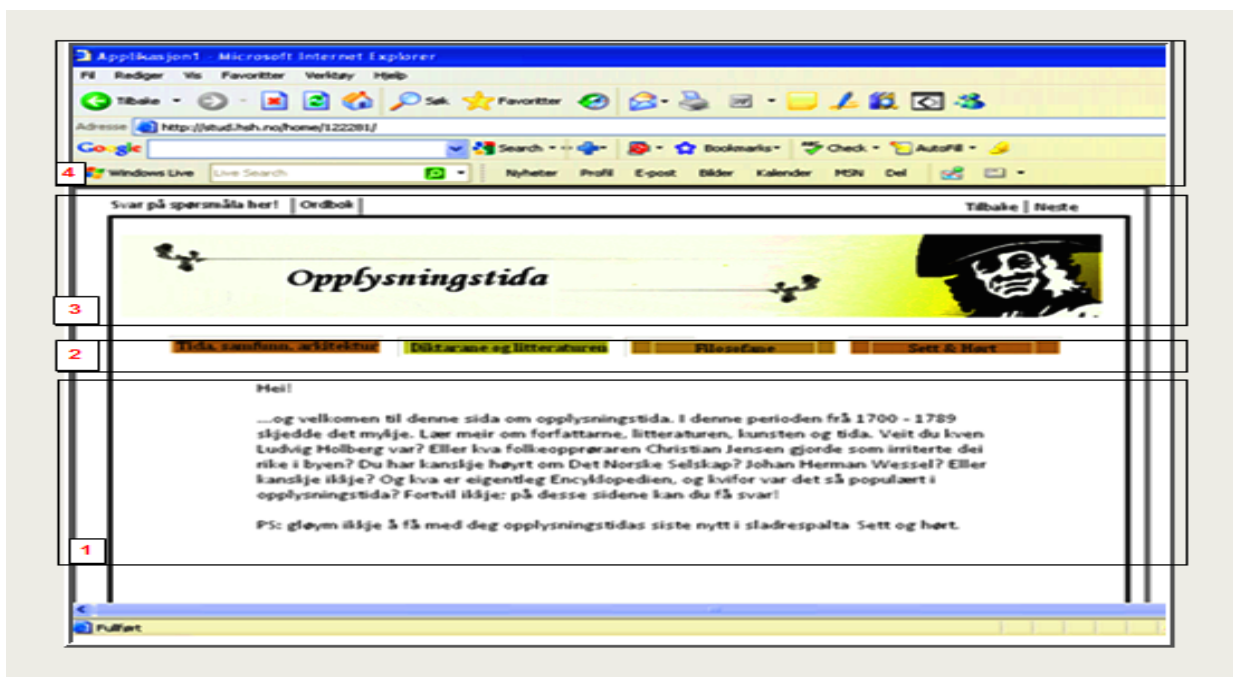 Applikasjon1 - Microsoft Internet Explorer
Fil Rediger Vis Favoritter Verktøy Hjelp
Tilbake Søk Favoritter
Adresse http://stud.hsh.no/home/122281/
Google Search Bookmarks Check AutoFill
4 Windows Live Live Search Nyheter Profil E-post Bilder Kalender MSN Del
Svar på spørsmåla her! Ordbok Tilbake Neste
Opplysningstida
3
2 Tida, samfunn, arkitektur Diktarane og litteraturen Filosofane Sett & Hørt
Hei!
....og velkomen til denne sida om opplysningstida. I denne perioden frå 1700 - 1789
skjedde det mykje. Lær meir om forfattarne, litteraturen, kunsten og tida. Veit du kven
Ludvig Holberg var? Eller kva folkeopprøraren Christian Jensen gjorde som irriterte dei
rike i byen? Du har kanskje høyrt om Det Norske Selskap? Johan Herman Wessel? Eller
kanskje ikkje? Og kva er eigentleg Encyklopedien, og kvifor var det så populært i
opplysningstida? Fortvil ikkje: på desse sidene kan du få svar!
PS: gløym ikkje å få med deg opplysningstidas siste nytt i sladrespalta Sett og hørt.
1
Fullført